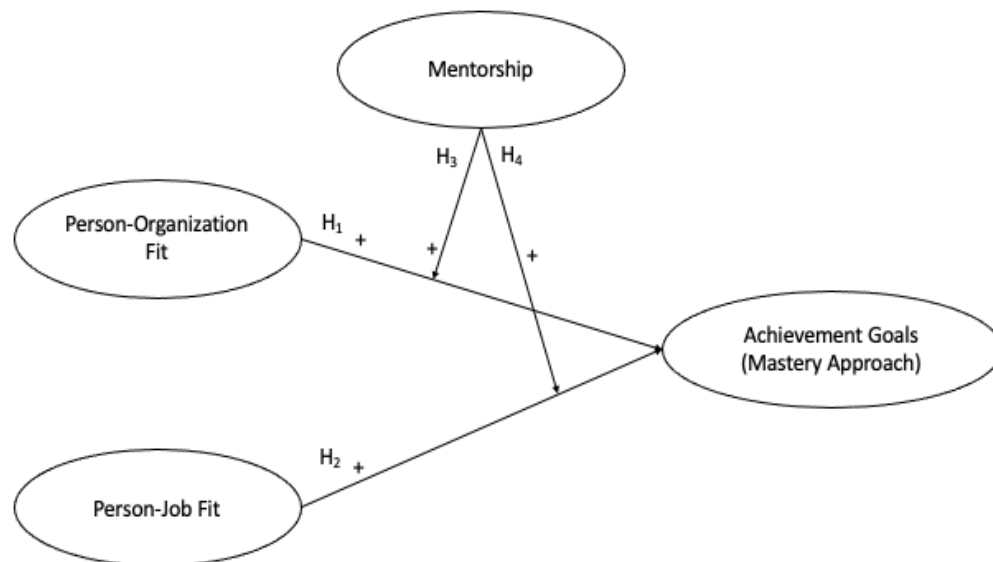 Mentorship
H₃
H₄
Person-Organization
Fit
H₁
+
+
+
Achievement Goals
(Mastery Approach)
H₂
+
Person-Job Fit